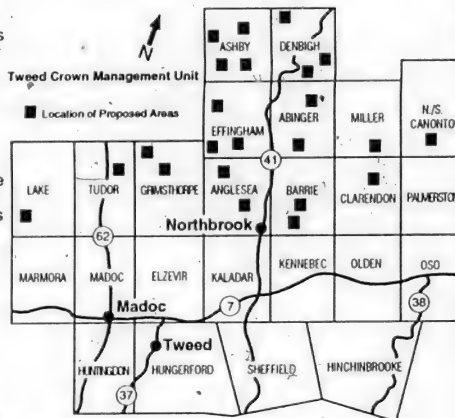 s
N
ASHBY
DENBIGH
Tweed Crown Management Unit
Location of Proposed Areas
EFFINGHAM
ABINGER
MILLER
N./S.
CANONTO
41
e
s
LAKE
TUDOR
GRIMSTHORPE
ANGLESEA
BARRIE
CLARENDON
PALMERSTON
Northbrook
62
MARMORA
MADOC
ELZEVIR
KALADAR
KENNEBEC
OLDEN
OSO
7
38
Madoc
Tweed
HUNTINGDON
HUNGERFORD
SHEFFIELD
HINCHINBROOKE
37